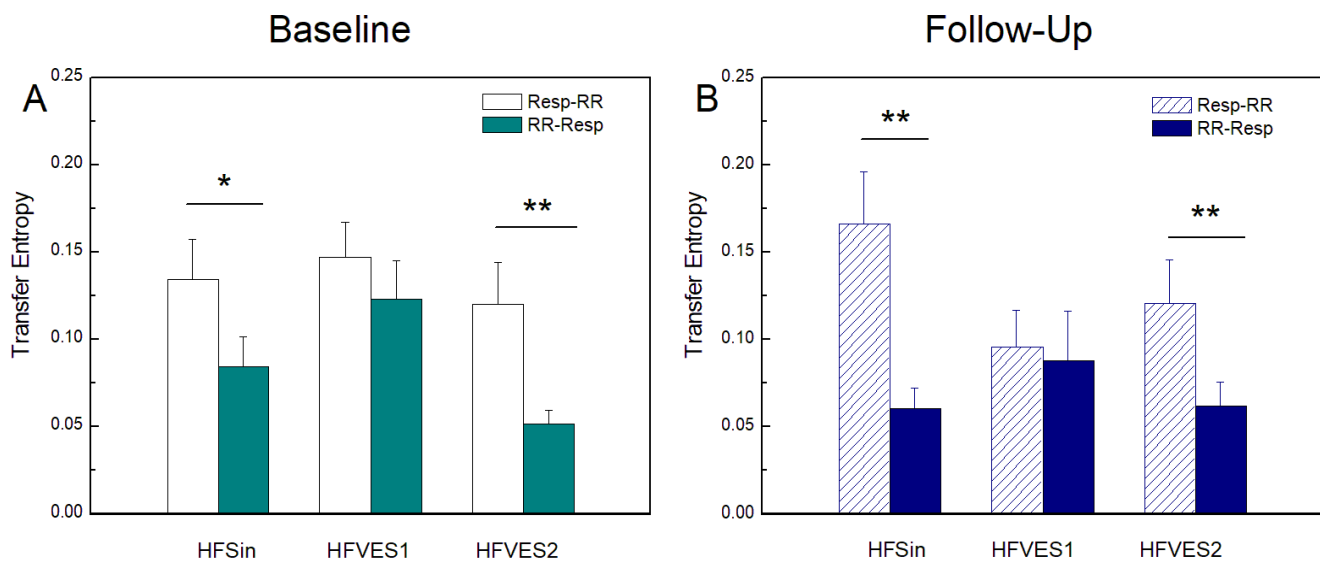 Baseline
Follow-Up
A
Transfer Entropy
0.25
0.20
0.15
0.10
0.05
0.00
Resp-RR
RR-Resp
*
**
HFSin
HFVES1
HFVES2
B
Transfer Entropy
0.25
0.20
0.15
0.10
0.05
0.00
Resp-RR
RR-Resp
**
**
HFSin
HFVES1
HFVES2